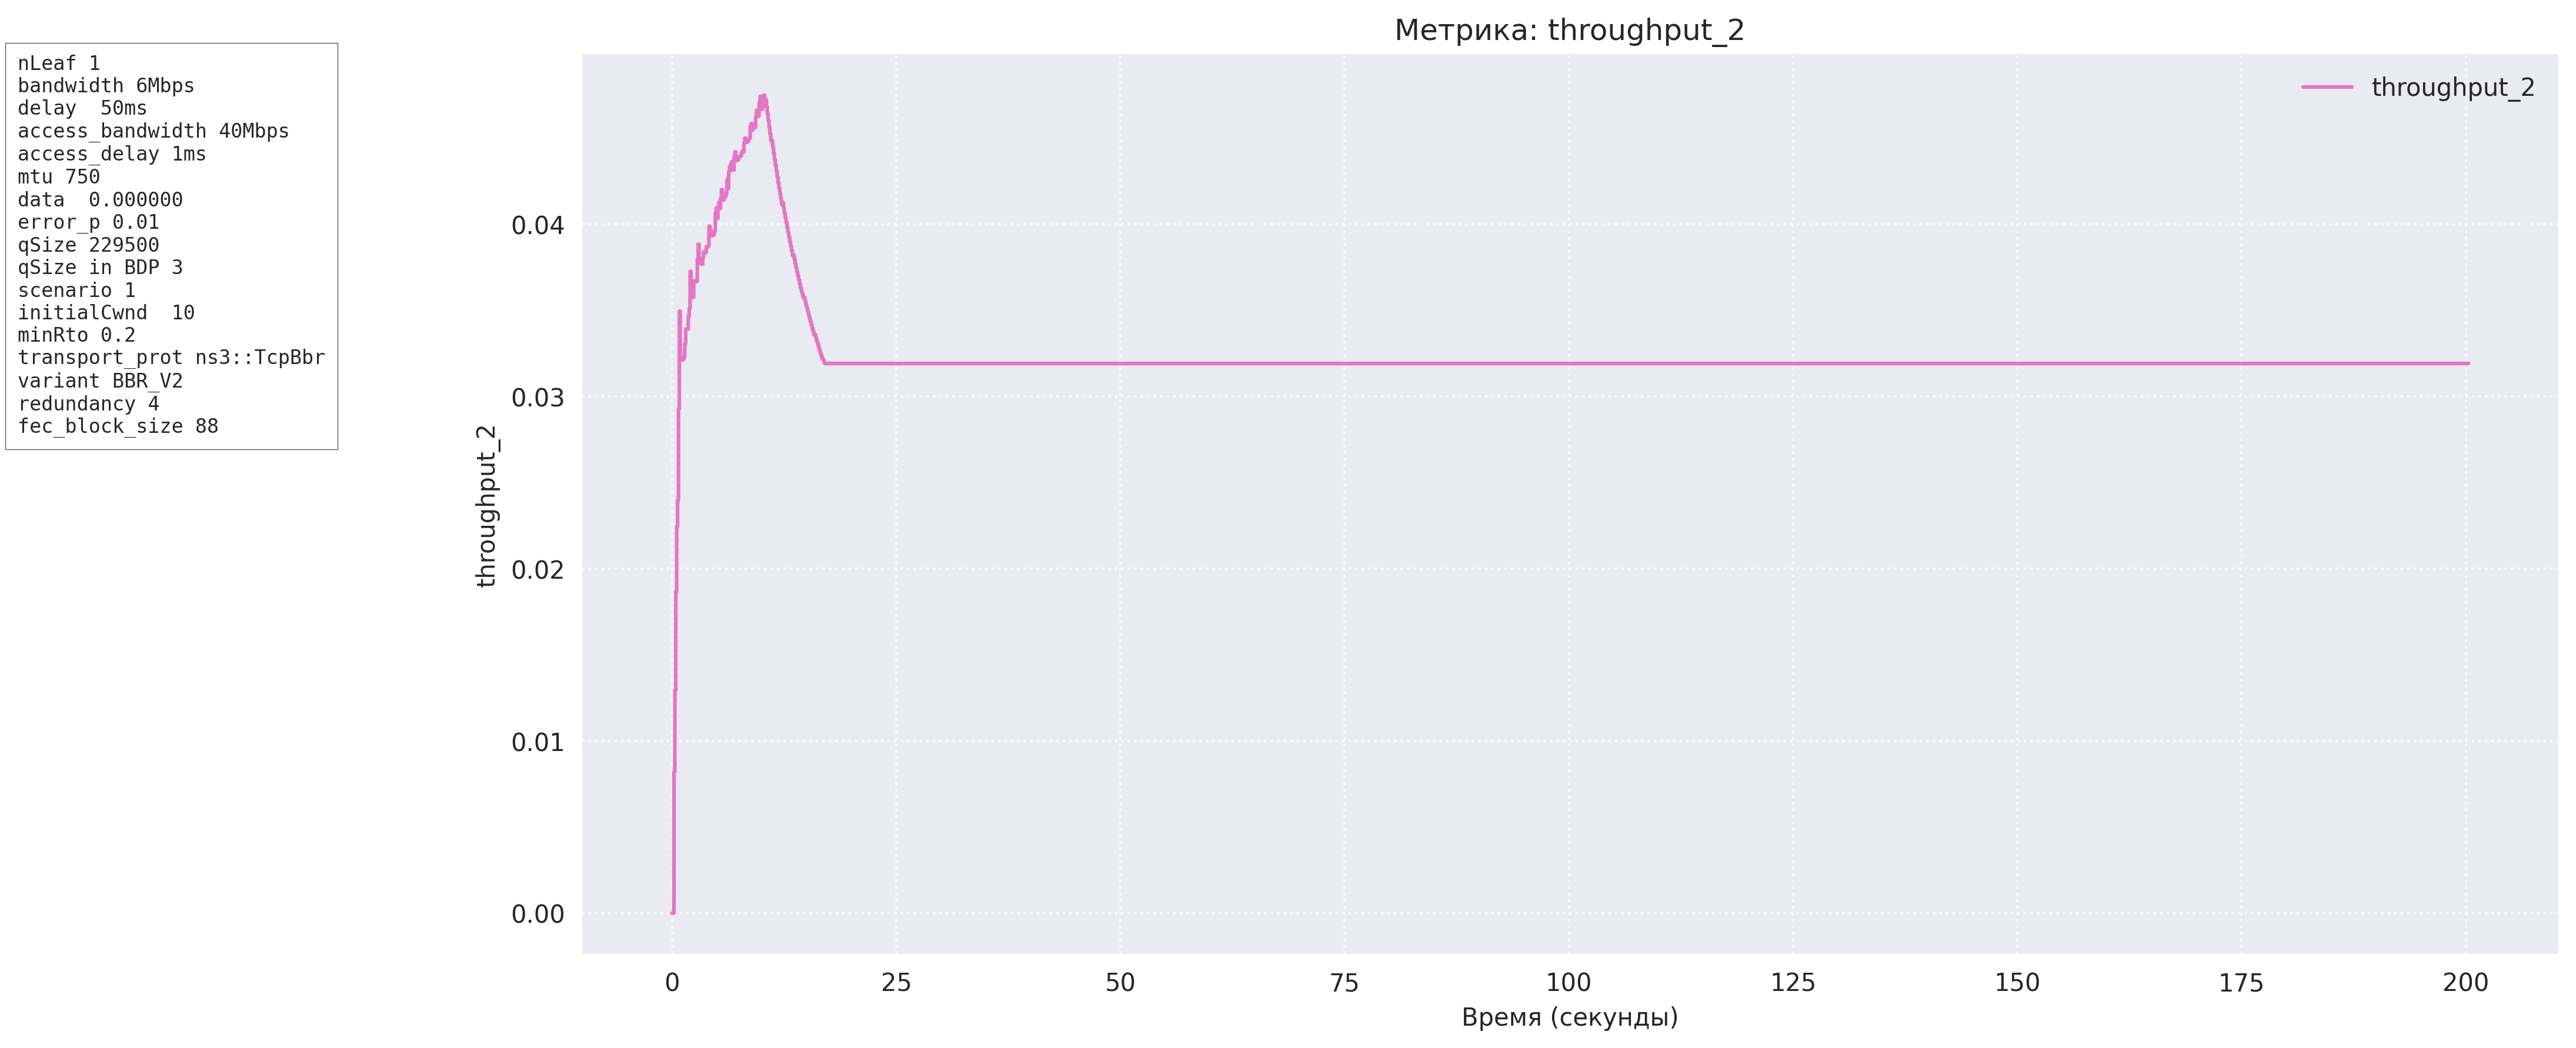 Метрика: throughput_2
nLeaf 1
bandwidth 6Mbps
delay  50ms
access_bandwidth 40Mbps
access_delay 1ms
mtu 750
data  0.000000
error_p 0.01
qSize 229500
qSize in BDP 3
scenario 1
initialCwnd  10
minRto 0.2
transport_prot ns3::TcpBbr
variant BBR_V2
redundancy 4
fec_block_size 88
throughput_2
throughput_2
0.04
0.03
0.02
0.01
0.00
0 25 50 75 100 125 150 175 200
Время (секунды)